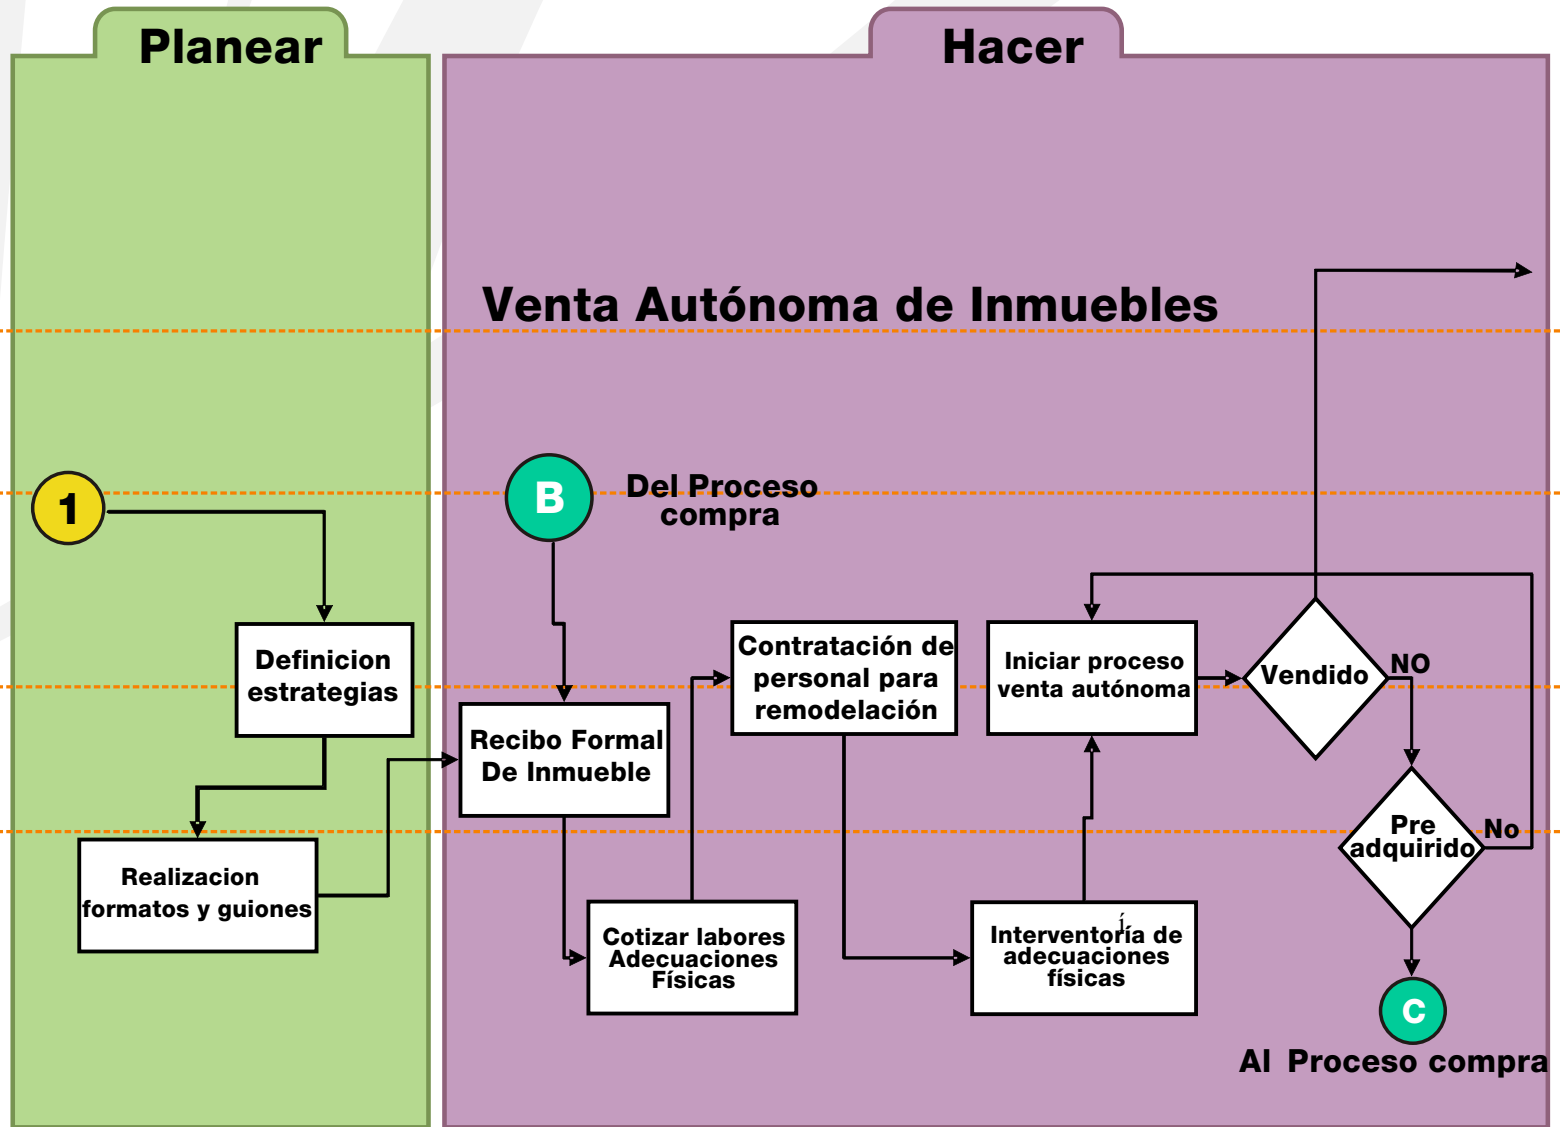 Planear
Hacer
Venta Autónoma de Inmuebles
1
B
Del Proceso
compra
Definicion
estrategias
Realizacion
formatos y guiones
Recibo Formal
De Inmueble
Cotizar labores
Adecuaciones
Físicas
Contratación de
personal para
remodelación
Interventoría de
adecuaciones
físicas
í
Iniciar proceso
venta autónoma
Vendido
NO
Pre
adquirido
No
C
Al Proceso compra